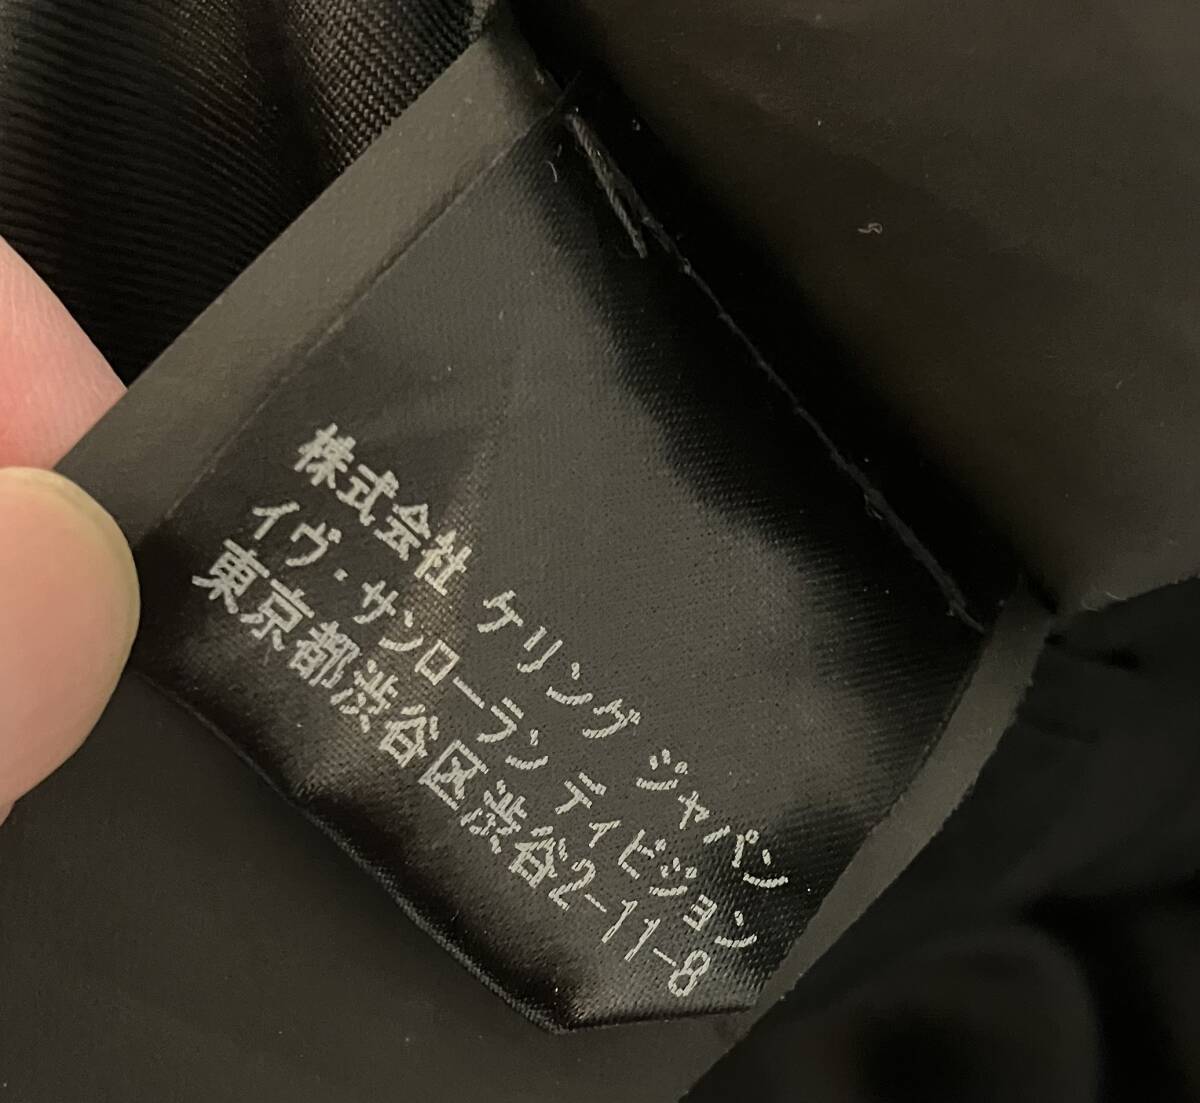 株式会社 ケリング ジャパン
イヴ・サンローラン ディビジョン
東京都渋谷区渋谷2-11-8